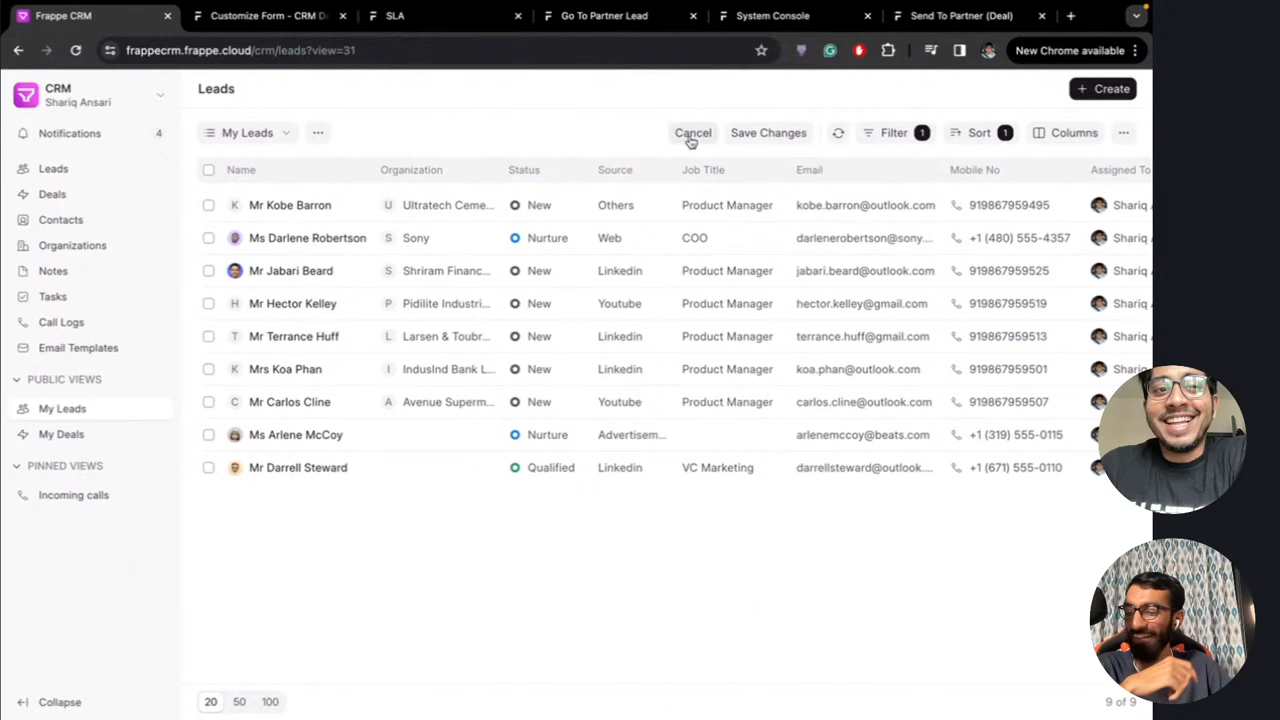 Frappe CRM
Customize Form - CRM D
SLA
Go To Partner Lead
System Console
Send To Partner (Deal)
frappecrm.frappe.cloud/crm/leads?view=31
New Chrome available
CRM
Shariq Ansari
Notifications 4
Leads
Deals
Contacts
Organizations
Notes
Tasks
Call Logs
Email Templates
PUBLIC VIEWS
My Leads
My Deals
PINNED VIEWS
Incoming calls
Collapse
Leads
+ Create
My Leads
Cancel Save Changes Filter 1 Sort 1 Columns
Name Organization Status Source Job Title Email Mobile No Assigned To
K Mr Kobe Barron U Ultratech Ceme... New Others Product Manager kobe.barron@outlook.com 919867959495 Shariq A
Ms Darlene Robertson S Sony Nurture Web COO darlenerobertson@sony.... +1 (480) 555-4357 Shariq A
Mr Jabari Beard S Shriram Financ... New Linkedin Product Manager jabari.beard@outlook.com 919867959525 Shariq A
H Mr Hector Kelley P Pidilite Industri... New Youtube Product Manager hector.kelley@gmail.com 919867959519 Shariq A
T Mr Terrance Huff L Larsen & Toubr... New Linkedin Product Manager terrance.huff@gmail.com 919867959513 Shariq A
K Mrs Koa Phan I IndusInd Bank L... New Linkedin Product Manager koa.phan@outlook.com 919867959501 Shariq
C Mr Carlos Cline A Avenue Superm... New Youtube Product Manager carlos.cline@outlook.com 919867959507
Ms Arlene McCoy Nurture Advertisem... arlenemccoy@beats.com +1 (319) 555-0115
Mr Darrell Steward Qualified Linkedin VC Marketing darrellsteward@outlook.... +1 (671) 555-0110
20 50 100
9 of 9